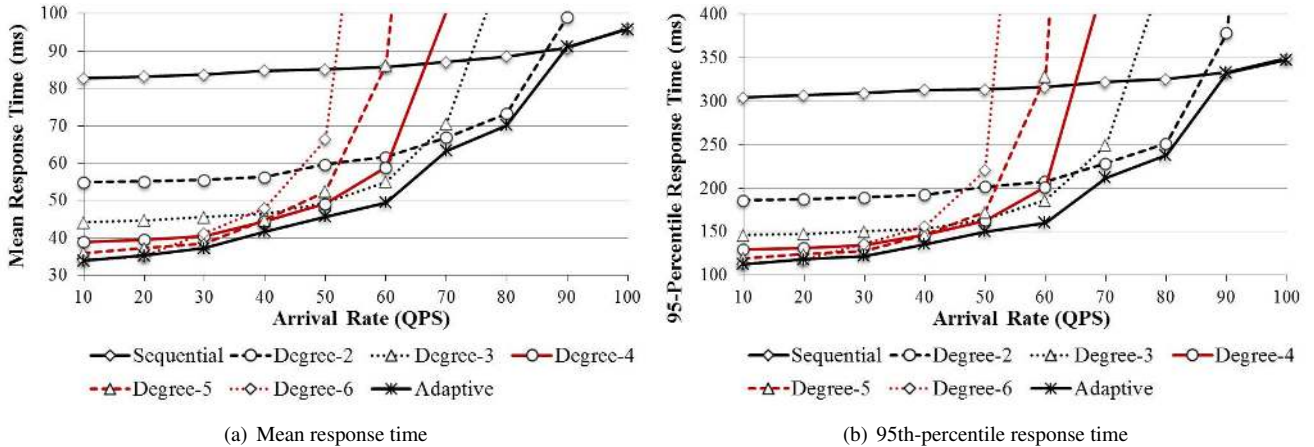 Mean Response Time (ms)
100
90
80
70
60
50
40
30
10 20 30 40 50 60 70 80 90 100
Arrival Rate (QPS)
Sequential Degree-2 Degree-3 Degree-4
Degree-5 Degree-6 Adaptive
(a) Mean response time
95-Percentile Response Time (ms)
400
350
300
250
200
150
100
10 20 30 40 50 60 70 80 90 100
Arrival Rate (QPS)
Sequential Degree-2 Degree-3 Degree-4
Degree-5 Degree-6 Adaptive
(b) 95th-percentile response time